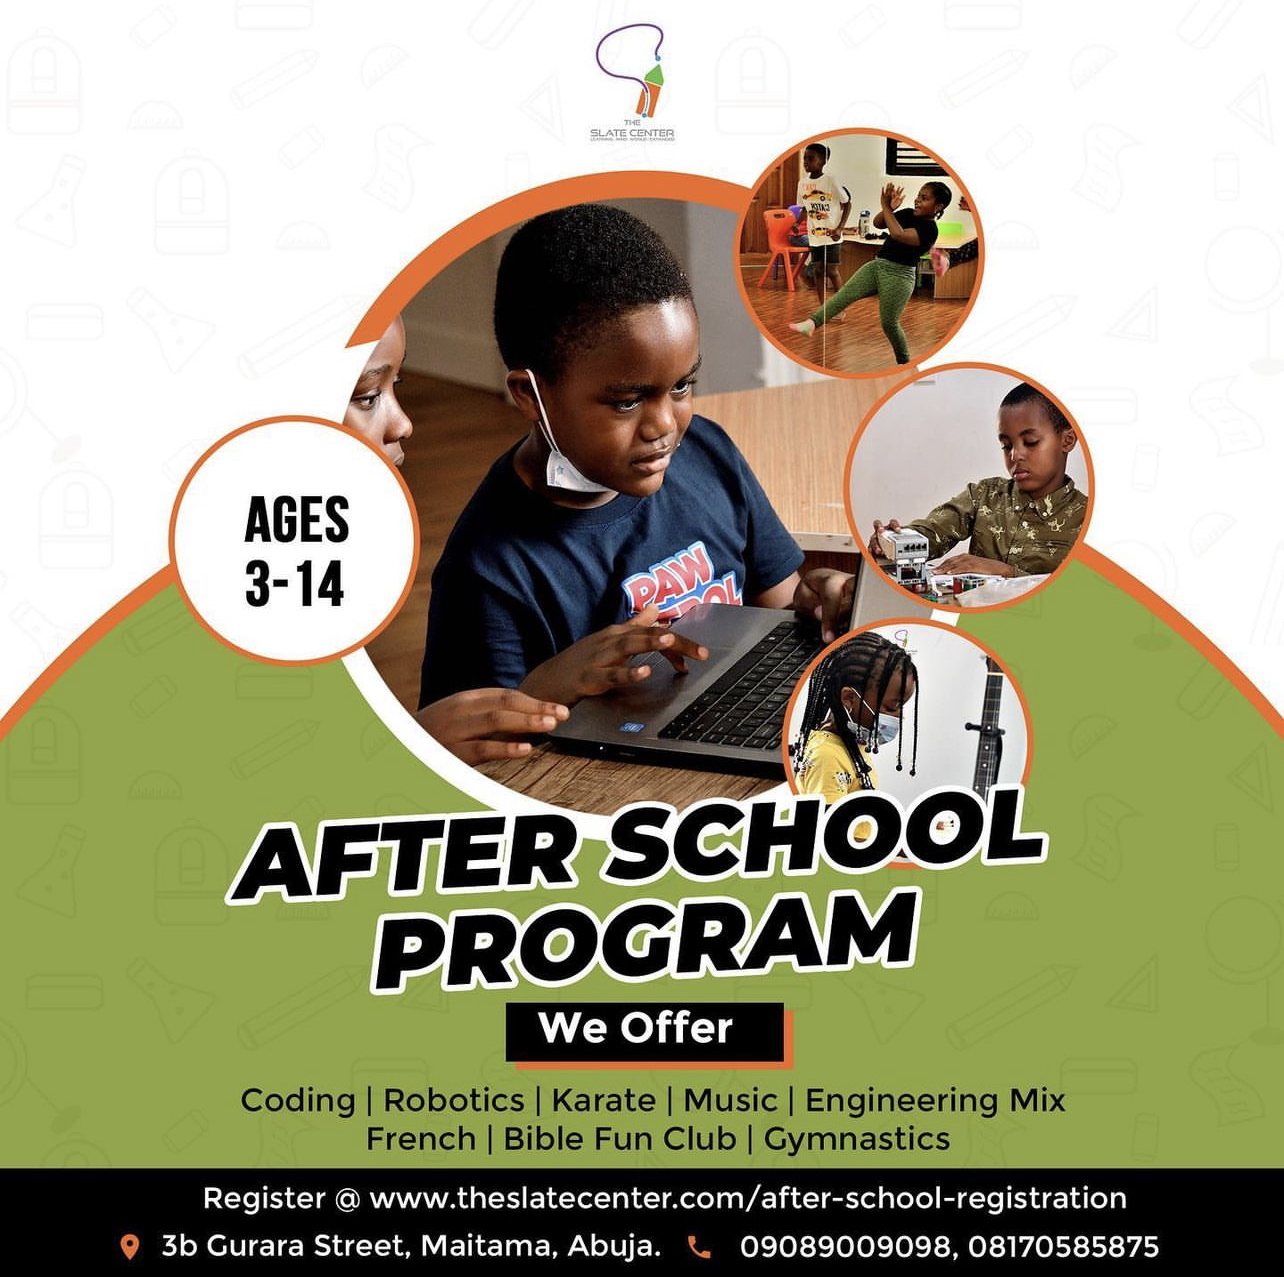 THE
SLATE CENTER
AGES
3-14
PAW
AFTER SCHOOL
PROGRAM
We Offer
Coding | Robotics | Karate | Music | Engineering Mix
French | Bible Fun Club | Gymnastics
Register @ www.theslatecenter.com/after-school-registration
3b Gurara Street, Maitama, Abuja. 09089009098, 08170585875